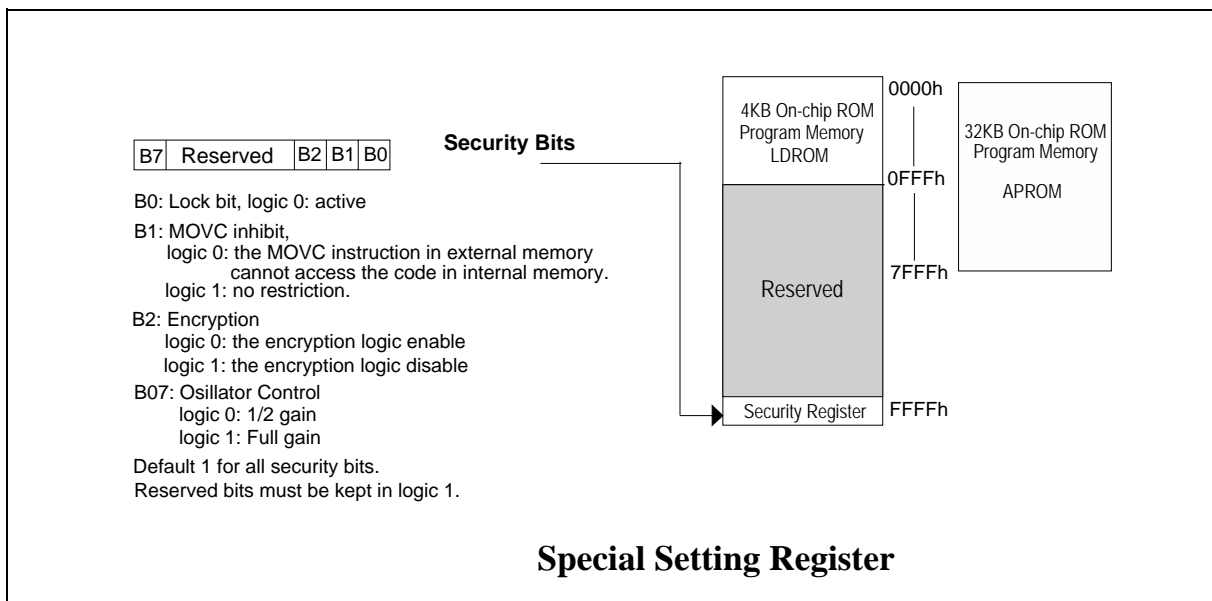 B7 Reserved B2 B1 B0
Security Bits
B0: Lock bit, logic 0: active
B1: MOVC inhibit,
logic 0: the MOVC instruction in external memory
cannot access the code in internal memory.
logic 1: no restriction.
B2: Encryption
logic 0: the encryption logic enable
logic 1: the encryption logic disable
B07: Osillator Control
logic 0: 1/2 gain
logic 1: Full gain
Default 1 for all security bits.
Reserved bits must be kept in logic 1.
4KB On-chip ROM
Program Memory
LDROM
Reserved
Security Register
0000h
0FFFh
7FFFh
FFFFh
32KB On-chip ROM
Program Memory
APROM
Special Setting Register